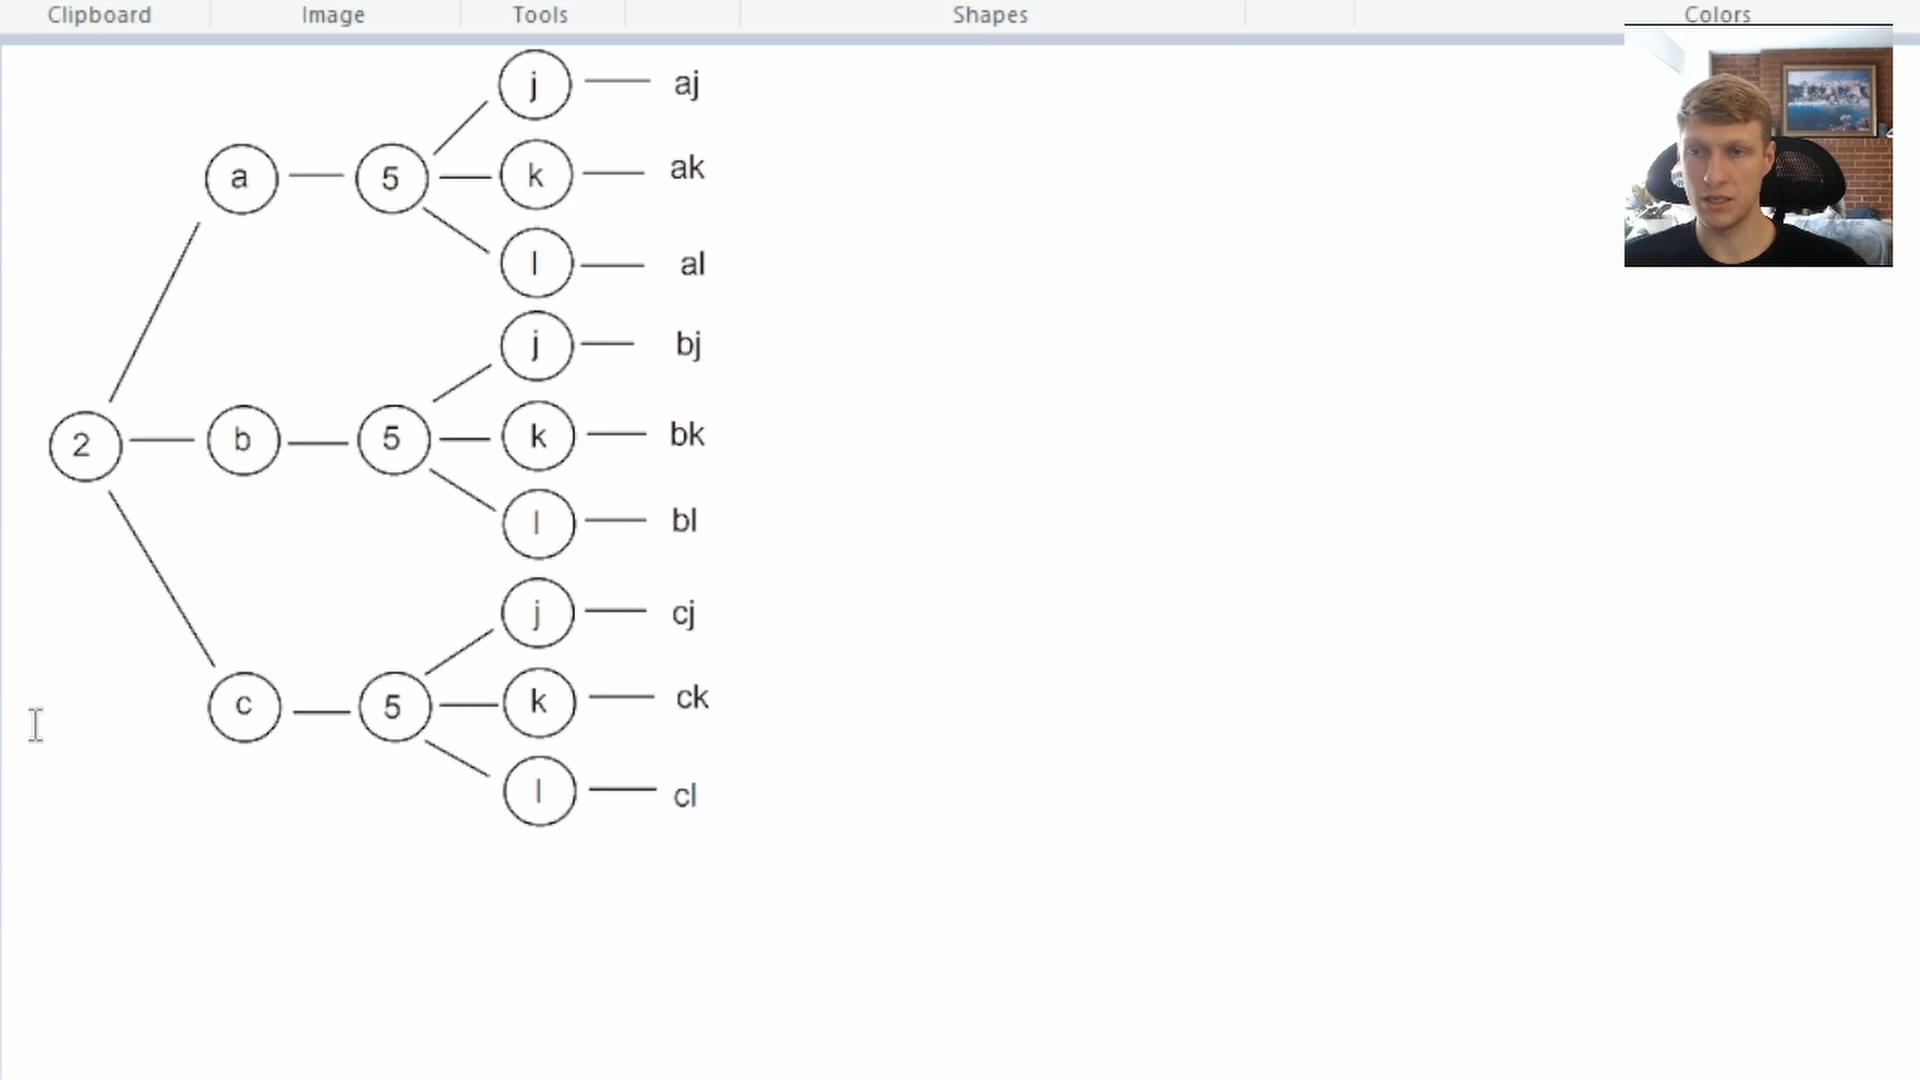 Clipboard Image Tools Shapes Colors
j aj
a 5 k ak
l al
j bj
2 b 5 k bk
l bl
j cj
c 5 k ck
l cl